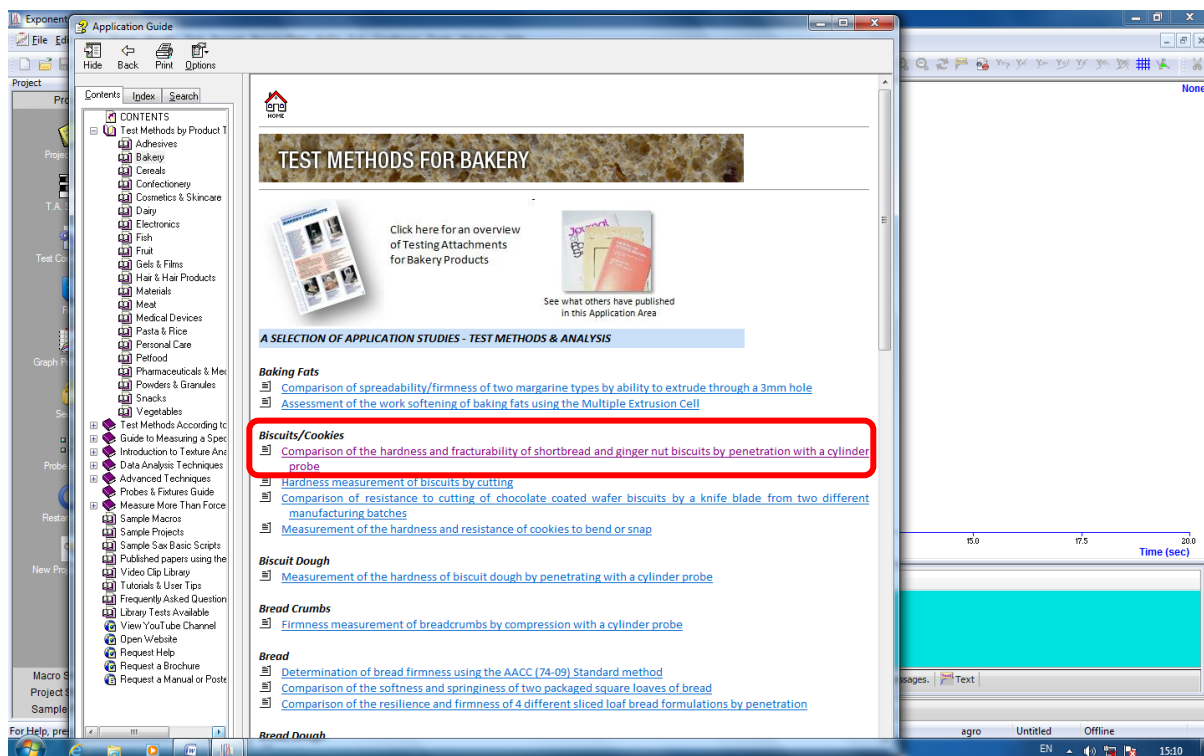 Exponent
Application Guide
File Edi
Hide Back Print Options
Project
None
Contents Index Search
HOME
CONTENTS
Test Methods by Product T
Adhesives
Bakery
Cereals
Confectionery
Cosmetics & Skincare
Dairy
Electronics
Fish
Fruit
Gels & Films
Hair & Hair Products
Materials
Meat
Medical Devices
Pasta & Rice
Personal Care
Petfood
Pharmaceuticals & Med
Powders & Granules
Snacks
Vegetables
Test Methods According to
Guide to Measuring a Spec
Introduction to Texture Ana
Data Analysis Techniques
Advanced Techniques
Probes & Fixtures Guide
Measure More Than Force
Sample Macros
Sample Projects
Sample Sax Basic Scripts
Published papers using the
Video Clip Library
Tutorials & User Tips
Frequently Asked Question
Library Tests Available
View YouTube Channel
Open Website
Request Help
Request a Brochure
Request a Manual or Poste
TEST METHODS FOR BAKERY
Click here for an overview
of Testing Attachments
for Bakery Products
See what others have published
in this Application Area
A SELECTION OF APPLICATION STUDIES - TEST METHODS & ANALYSIS
Baking Fats
Comparison of spreadability/firmness of two margarine types by ability to extrude through a 3mm hole
Assessment of the work softening of baking fats using the Multiple Extrusion Cell
Biscuits/Cookies
Comparison of the hardness and fracturability of shortbread and ginger nut biscuits by penetration with a cylinder
probe
Hardness measurement of biscuits by cutting
Comparison of resistance to cutting of chocolate coated wafer biscuits by a knife blade from two different
manufacturing batches
Measurement of the hardness and resistance of cookies to bend or snap
Biscuit Dough
Measurement of the hardness of biscuit dough by penetrating with a cylinder probe
Bread Crumbs
Firmness measurement of breadcrumbs by compression with a cylinder probe
Bread
Determination of bread firmness using the AACC (74-09) Standard method
Comparison of the softness and springiness of two packaged square loaves of bread
Comparison of the resilience and firmness of 4 different sliced loaf bread formulations by penetration
Bread Dough
Pro
Projec
T.A.
Test Co
Graph P
Se
Probe
Resta
New Proj
Macro S
Project S
Sample
15.0 17.5 20.0
Time (sec)
ssages. Text
For Help, pre
agro Untitled Offline
EN 15:10